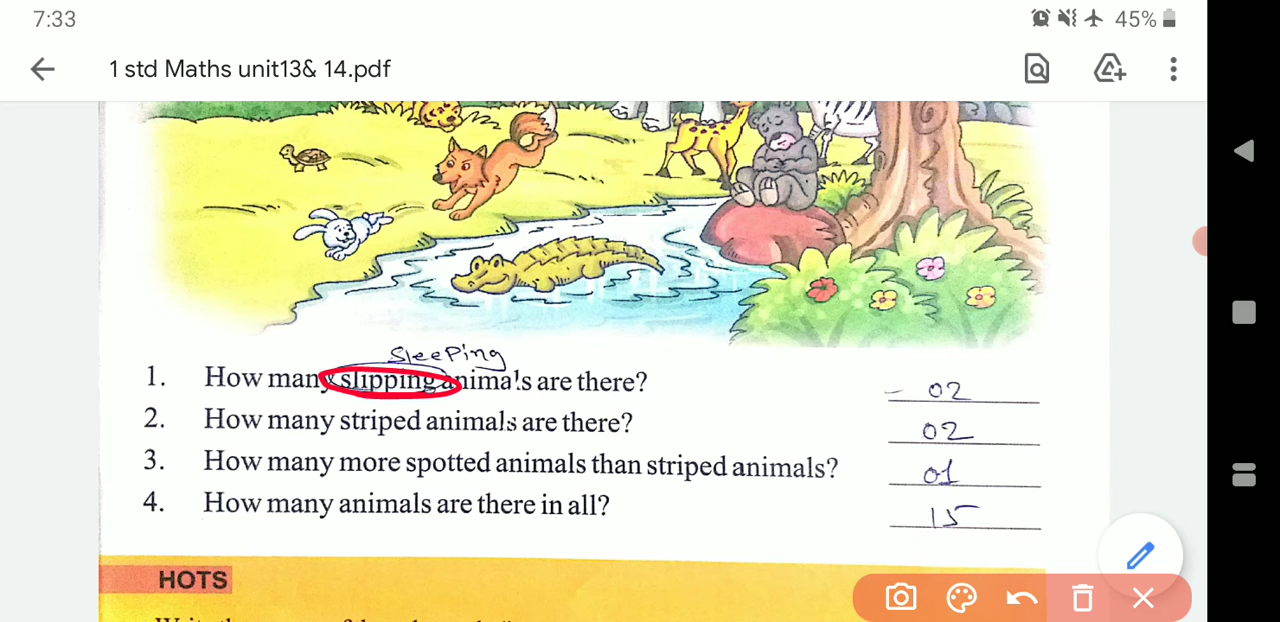 7:33
45%
1 std Maths unit13& 14.pdf
sleeping
1. How many slipping animals are there? 02
2. How many striped animals are there? 02
3. How many more spotted animals than striped animals? 01
4. How many animals are there in all? 15
HOTS